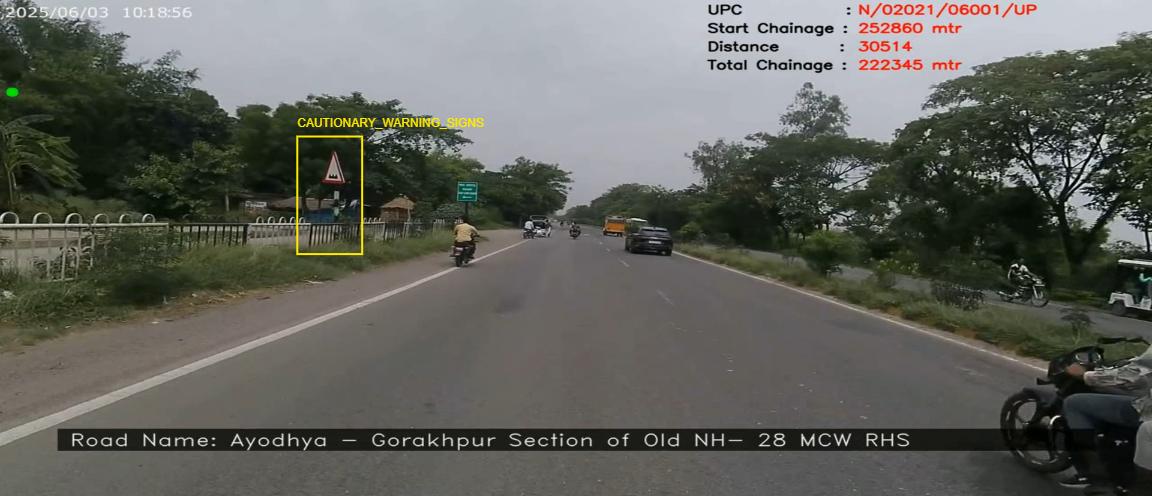 2025/06/03 10:18:56
UPC : N/02021/06001/UP
Start Chainage : 252860 mtr
Distance : 30514
Total Chainage : 222345 mtr
CAUTIONARY_WARNING_SIGNS
Road Name: Ayodhya - Gorakhpur Section of Old NH- 28 MCW RHS